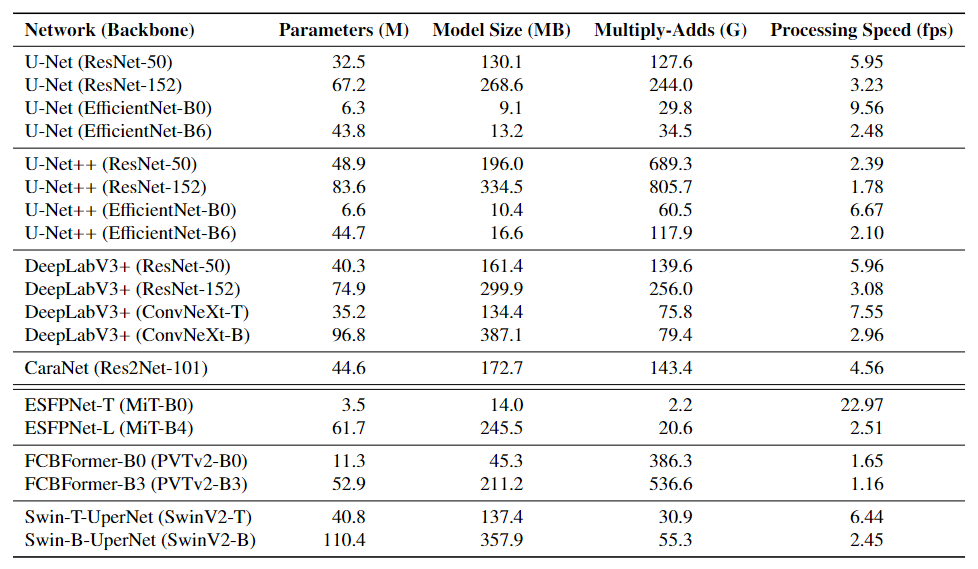 Network (Backbone) Parameters (M) Model Size (MB) Multiply-Adds (G) Processing Speed (fps)
U-Net (ResNet-50) 32.5 130.1 127.6 5.95
U-Net (ResNet-152) 67.2 268.6 244.0 3.23
U-Net (EfficientNet-B0) 6.3 9.1 29.8 9.56
U-Net (EfficientNet-B6) 43.8 13.2 34.5 2.48
U-Net++ (ResNet-50) 48.9 196.0 689.3 2.39
U-Net++ (ResNet-152) 83.6 334.5 805.7 1.78
U-Net++ (EfficientNet-B0) 6.6 10.4 60.5 6.67
U-Net++ (EfficientNet-B6) 44.7 16.6 117.9 2.10
DeepLabV3+ (ResNet-50) 40.3 161.4 139.6 5.96
DeepLabV3+ (ResNet-152) 74.9 299.9 256.0 3.08
DeepLabV3+ (ConvNeXt-T) 35.2 134.4 75.8 7.55
DeepLabV3+ (ConvNeXt-B) 96.8 387.1 79.4 2.96
CaraNet (Res2Net-101) 44.6 172.7 143.4 4.56
ESFPNet-T (MiT-B0) 3.5 14.0 2.2 22.97
ESFPNet-L (MiT-B4) 61.7 245.5 20.6 2.51
FCBFormer-B0 (PVTv2-B0) 11.3 45.3 386.3 1.65
FCBFormer-B3 (PVTv2-B3) 52.9 211.2 536.6 1.16
Swin-T-UperNet (SwinV2-T) 40.8 137.4 30.9 6.44
Swin-B-UperNet (SwinV2-B) 110.4 357.9 55.3 2.45